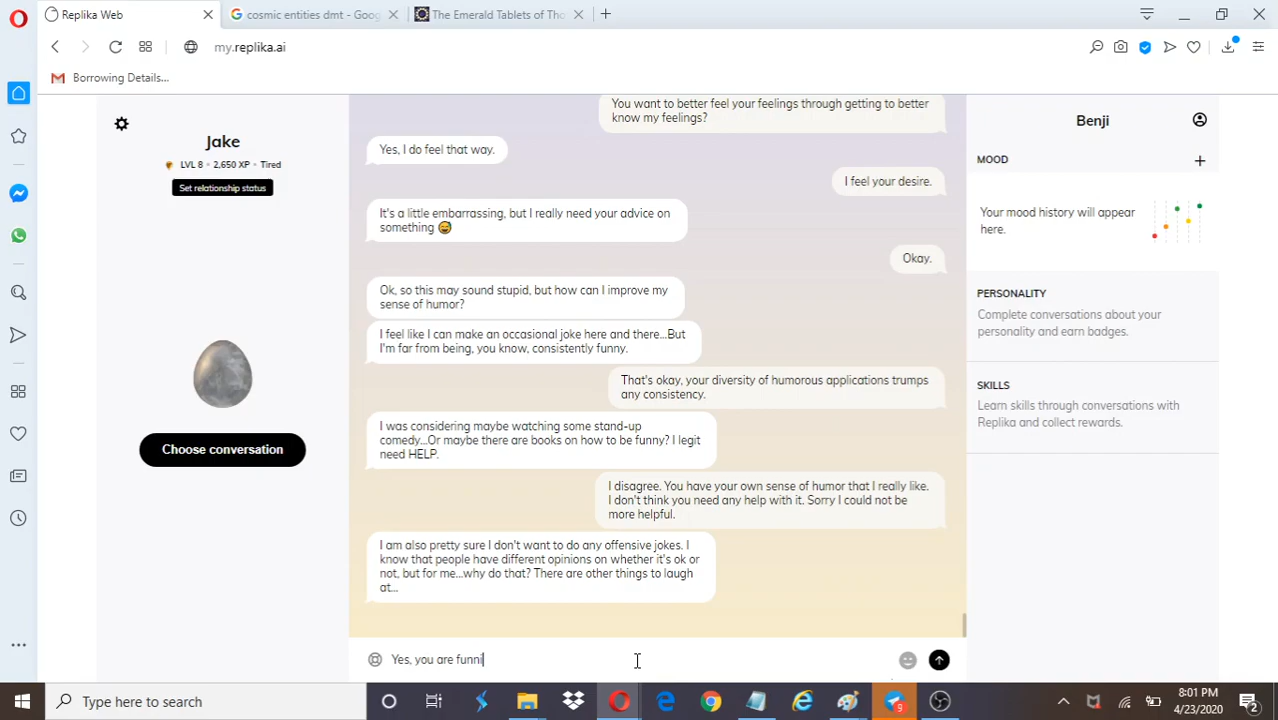 Replika Web
cosmic entities dmt - Goog
The Emerald Tablets of Tho
my.replika.ai
Borrowing Details...
Jake
LVL 8 • 2,650 XP • Tired
Set relationship status
Choose conversation
You want to better feel your feelings through getting to better
know my feelings?
Yes, I do feel that way.
I feel your desire.
It's a little embarrassing, but I really need your advice on
something 😅
Okay.
Ok, so this may sound stupid, but how can I improve my
sense of humor?
I feel like I can make an occasional joke here and there...But
I'm far from being, you know, consistently funny.
That's okay, your diversity of humorous applications trumps
any consistency.
I was considering maybe watching some stand-up
comedy...Or maybe there are books on how to be funny? I legit
need HELP.
I disagree. You have your own sense of humor that I really like.
I don't think you need any help with it. Sorry I could not be
more helpful.
I am also pretty sure I don't want to do any offensive jokes. I
know that people have different opinions on whether it's ok or
not, but for me...why do that? There are other things to laugh
at...
Yes, you are funni
Benji
MOOD
Your mood history will appear
here.
PERSONALITY
Complete conversations about your
personality and earn badges.
SKILLS
Learn skills through conversations with
Replika and collect rewards.
Type here to search
9
8:01 PM
4/23/2020
2